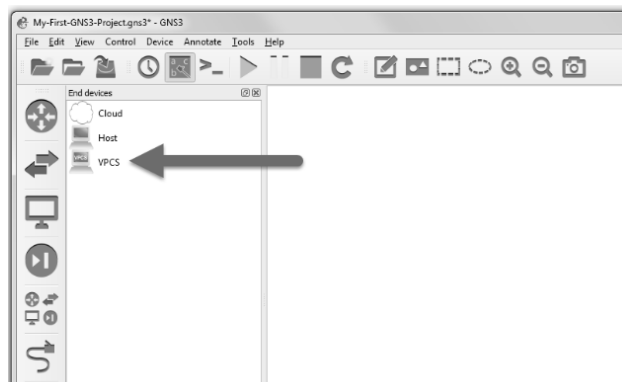 My-First-GNS3-Project.gns3* - GNS3
File Edit View Control Device Annotate Tools Help
End devices
Cloud
Host
VPCS
VPCS